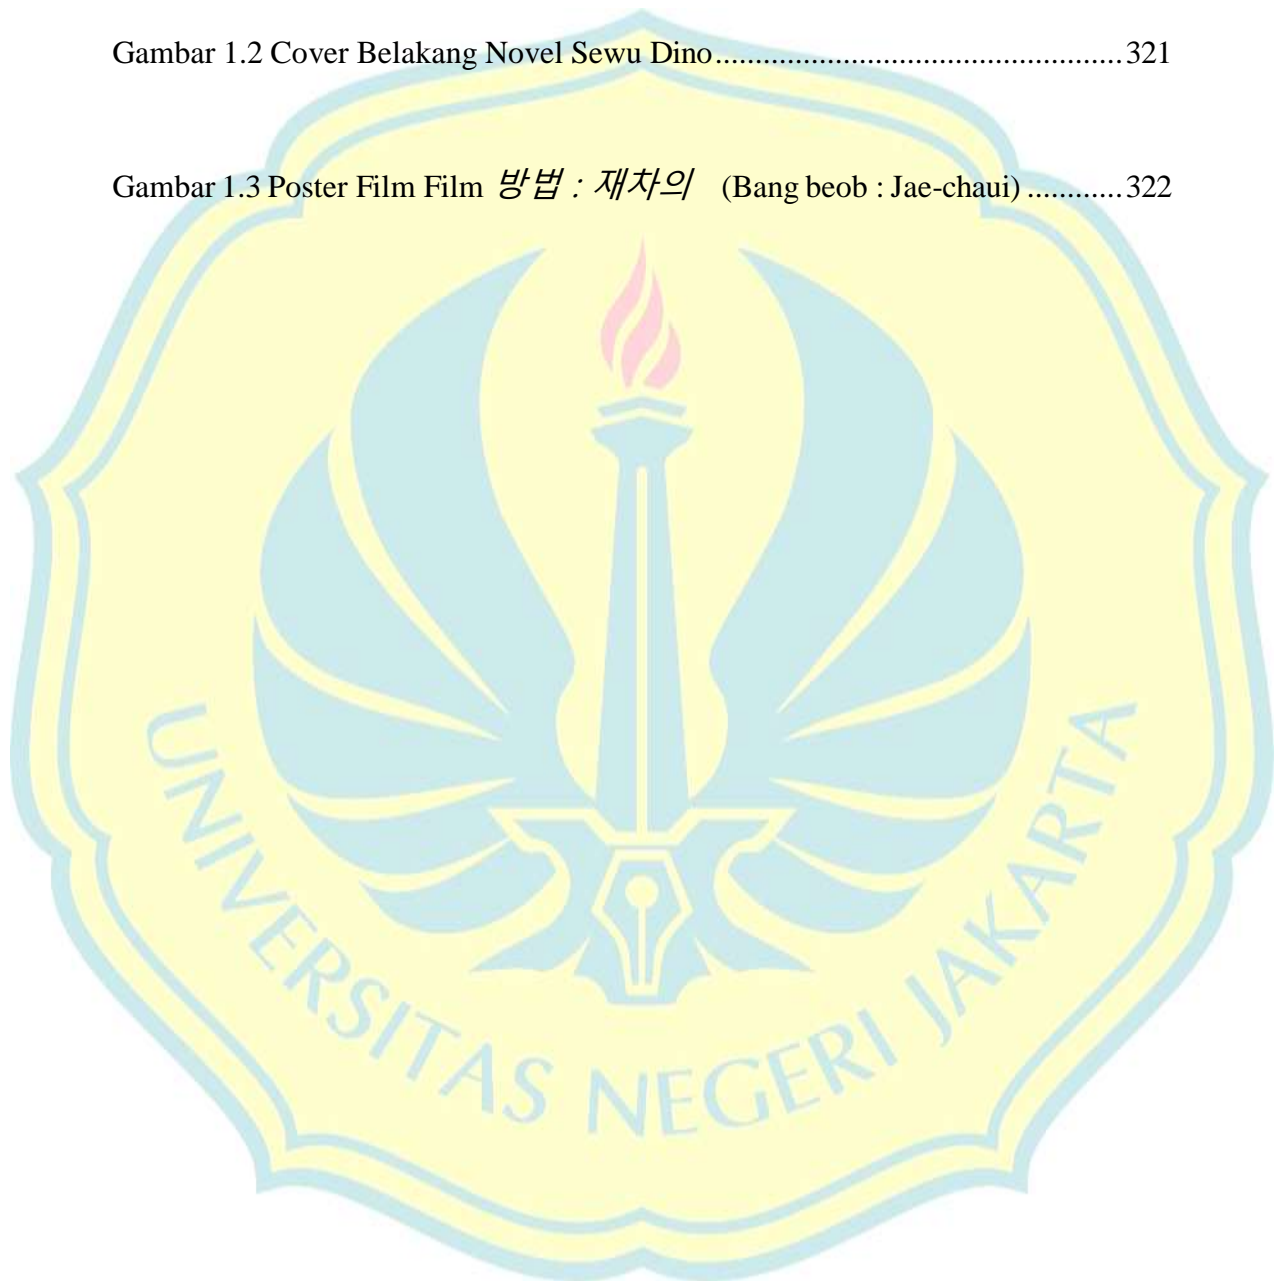 Gambar 1.2 Cover Belakang Novel Sewu Dino...................................................321
Gambar 1.3 Poster Film Film 방법 : 재차의 (Bang beob : Jae-chaui) ............322
UNIVERSITAS NEGERI JAKARTA